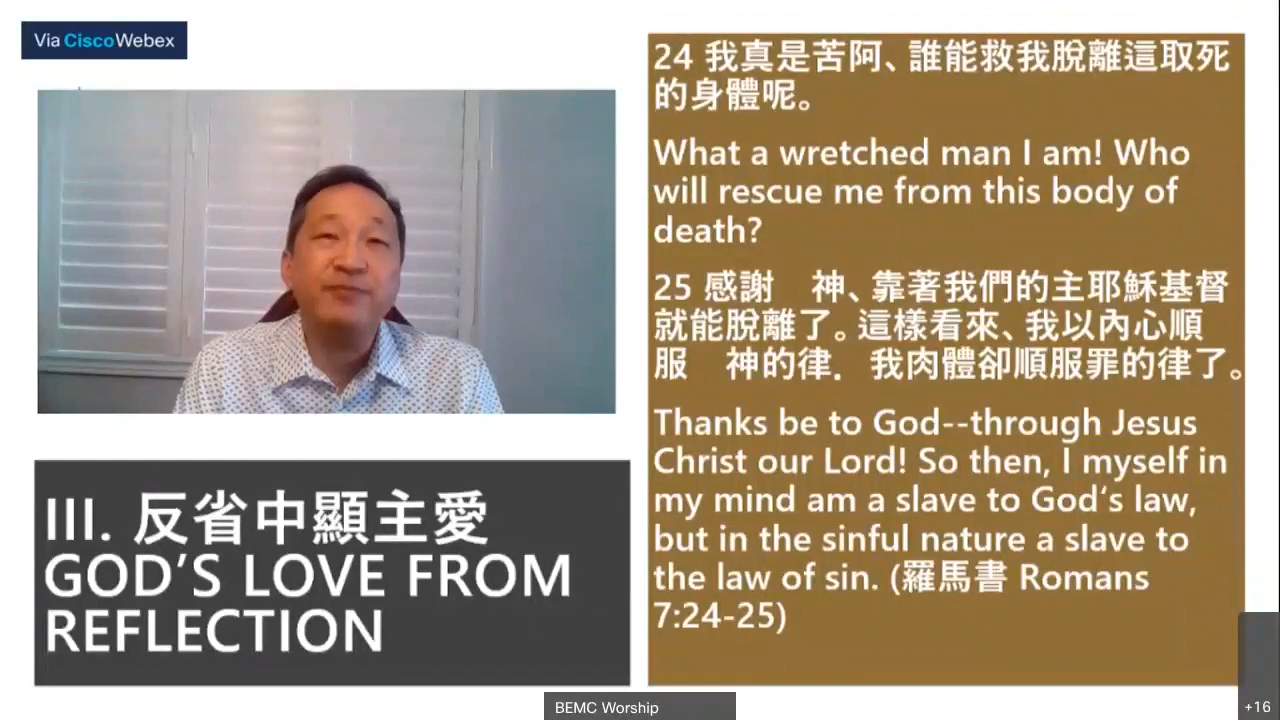 Via Cisco Webex
24 我真是苦阿、誰能救我脫離這取死
的身體呢。
What a wretched man I am! Who
will rescue me from this body of
death?
25 感謝　神、靠著我們的主耶穌基督
就能脫離了。這樣看來、我以內心順
服　神的律．我肉體卻順服罪的律了。
Thanks be to God--through Jesus
Christ our Lord! So then, I myself in
my mind am a slave to God‘s law,
but in the sinful nature a slave to
the law of sin. (羅馬書 Romans
7:24-25)
III. 反省中顯主愛
GOD’S LOVE FROM
REFLECTION
BEMC Worship
+16